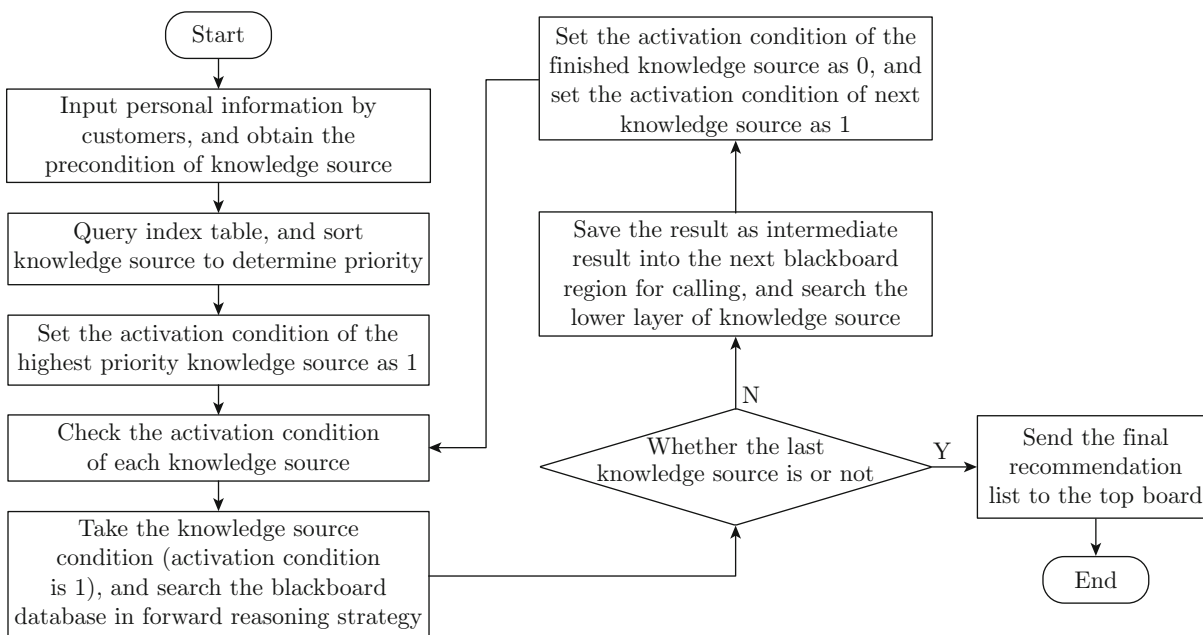 Start
Input personal information by
customers, and obtain the
precondition of knowledge source
Query index table, and sort
knowledge source to determine priority
Set the activation condition of the
highest priority knowledge source as 1
Check the activation condition
of each knowledge source
Take the knowledge source
condition (activation condition
is 1), and search the blackboard
database in forward reasoning strategy
Whether the last
knowledge source is or not
N
Save the result as intermediate
result into the next blackboard
region for calling, and search the
lower layer of knowledge source
Set the activation condition of the
finished knowledge source as 0, and
set the activation condition of next
knowledge source as 1
Y
Send the final
recommendation
list to the top board
End